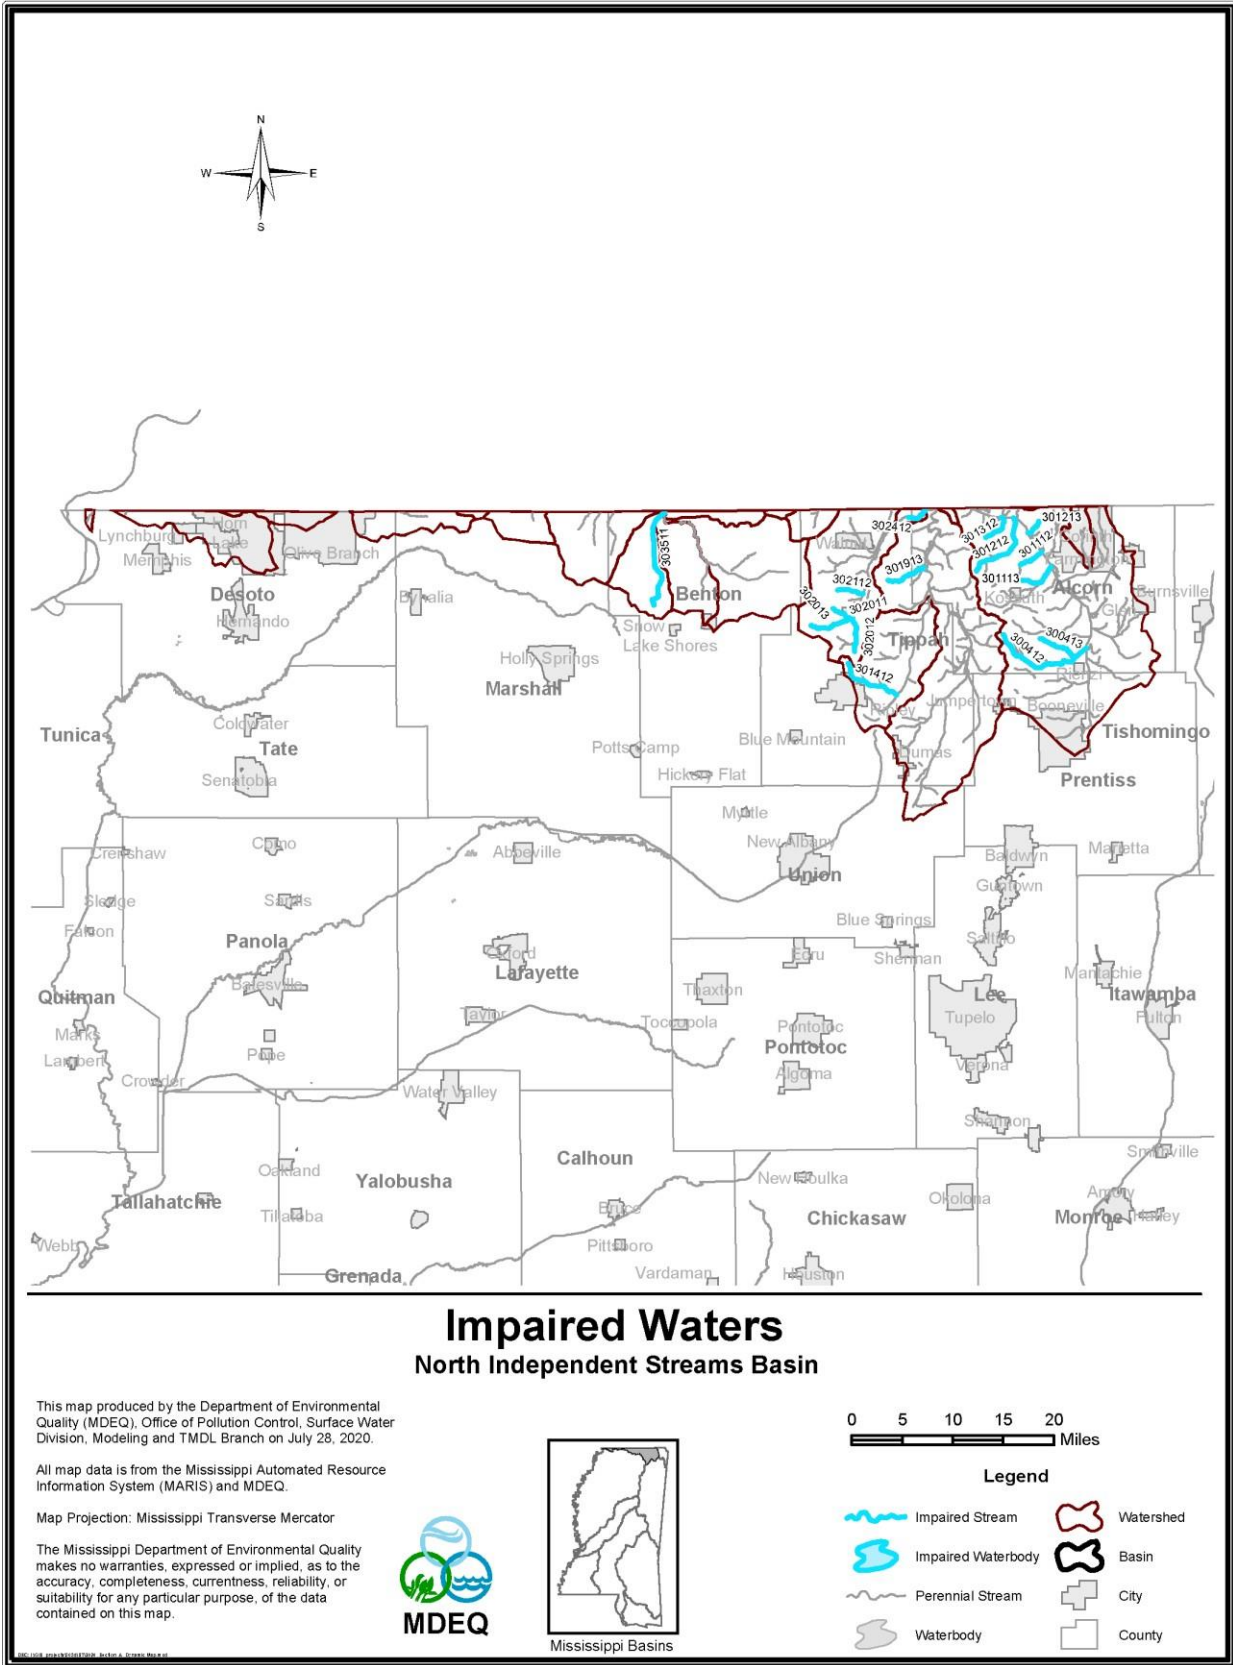 N
W
E
S
Lynchburg
Horn
Lake
Memphis
Olive Branch
Desoto
Hernando
Byhalia
303511
Benton
Snow
Lake Shores
Holly Springs
Marshall
Walnut
302412
301913
302112
302011
302013
302012
Tippah
301412
Ripley
Jumpertown
301312
301213
301212
301112
301113
Corinth
Farmington
Kossuth
Alcorn
Glen
Burnsville
300413
300412
Rienzi
Booneville
Tishomingo
Prentiss
Tunica
Coldwater
Tate
Senatobia
Potts Camp
Blue Mountain
Hickory Flat
Dumas
Myrtle
New Albany
Union
Crenshaw
Como
Abbeville
Baldwyn
Marietta
Guntown
Sledge
Sardis
Falcon
Blue Springs
Saltillo
Panola
Oxford
Lafayette
Ecru
Sherman
Mantachie
Batesville
Quitman
Thaxton
Lee
Tupelo
Itawamba
Fulton
Marks
Taylor
Toccopola
Pontotoc
Pontotoc
Lambert
Pope
Algoma
Verona
Crowder
Water Valley
Shannon
Calhoun
Smithville
Oakland
Yalobusha
New Houlka
Okolona
Amory
Tallahatchie
Tillatoba
Bruce
Chickasaw
Monroe
Hatley
Webb
Pittsboro
Grenada
Vardaman
Houston
Impaired Waters
North Independent Streams Basin
This map produced by the Department of Environmental
Quality (MDEQ), Office of Pollution Control, Surface Water
Division, Modeling and TMDL Branch on July 28, 2020.
All map data is from the Mississippi Automated Resource
Information System (MARIS) and MDEQ.
Map Projection: Mississippi Transverse Mercator
The Mississippi Department of Environmental Quality
makes no warranties, expressed or implied, as to the
accuracy, completeness, currentness, reliability, or
suitability for any particular purpose, of the data
contained on this map.
MDEQ
Mississippi Basins
0 5 10 15 20
Miles
Legend
Impaired Stream
Watershed
Impaired Waterbody
Basin
Perennial Stream
City
Waterbody
County